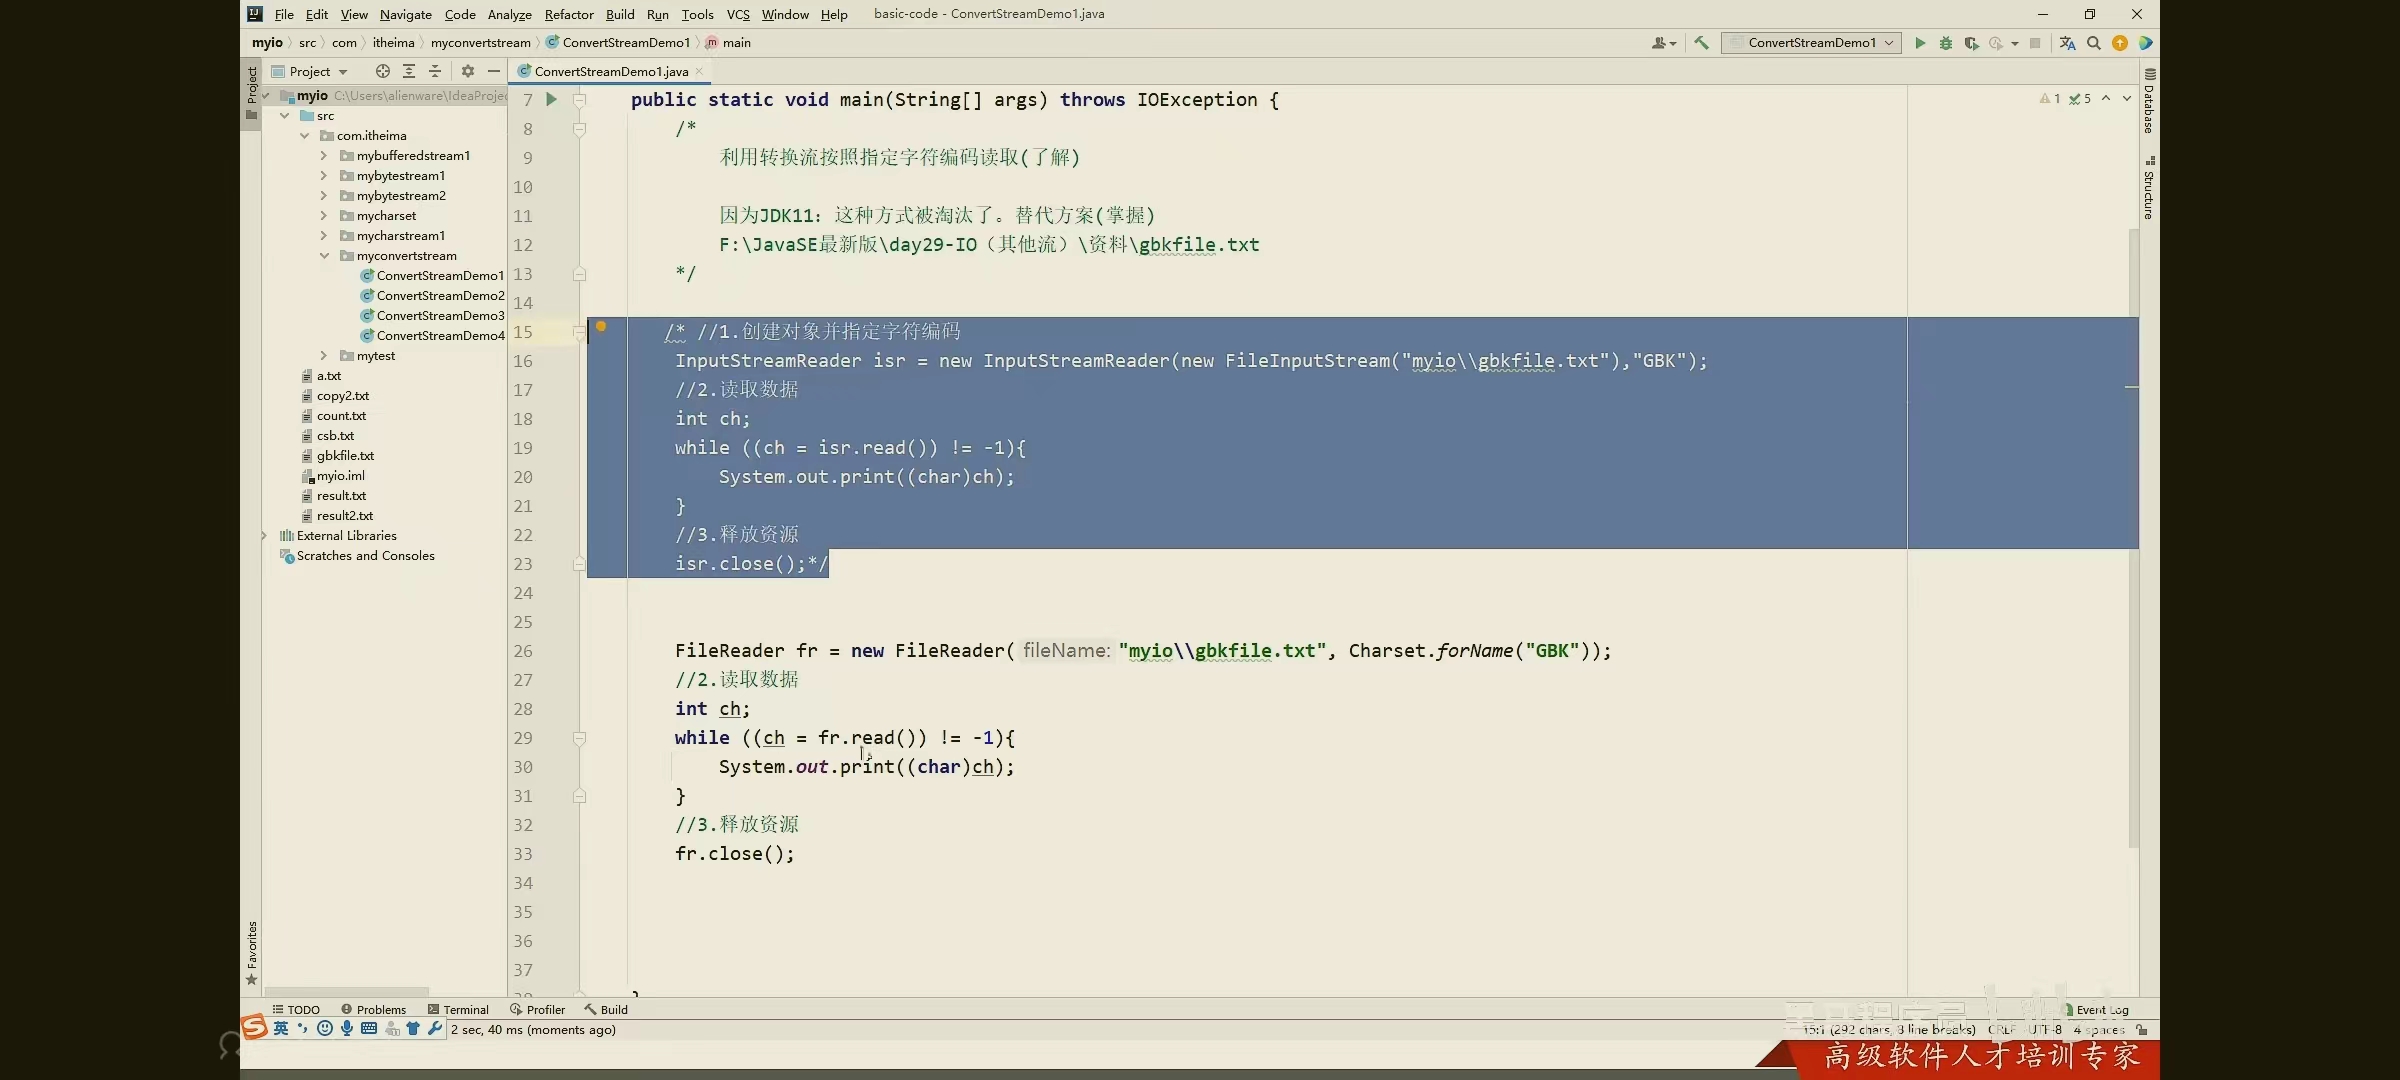 File Edit View Navigate Code Analyze Refactor Build Run Tools VCS Window Help basic-code - ConvertStreamDemo1.java
myio src com itheima myconvertstream ConvertStreamDemo1 main ConvertStreamDemo1
Project ConvertStreamDemo1.java
Project
Favorites
Database
Structure
myio C:\Users\alienware\IdeaProjec
src
com.itheima
mybufferedstream1
mybytestream1
mybytestream2
mycharset
mycharstream1
myconvertstream
ConvertStreamDemo1
ConvertStreamDemo2
ConvertStreamDemo3
ConvertStreamDemo4
mytest
a.txt
copy2.txt
count.txt
csb.txt
gbkfile.txt
myio.iml
result.txt
result2.txt
External Libraries
Scratches and Consoles
1 5
7 public static void main(String[] args) throws IOException {
8 /*
9 利用转换流按照指定字符编码读取(了解)
10
11 因为JDK11：这种方式被淘汰了。替代方案(掌握)
12 F:\JavaSE最新版\day29-IO（其他流）\资料\gbkfile.txt
13 */
14
15 /* //1.创建对象并指定字符编码
16 InputStreamReader isr = new InputStreamReader(new FileInputStream("myio\\gbkfile.txt"),"GBK");
17 //2.读取数据
18 int ch;
19 while ((ch = isr.read()) != -1){
20 System.out.print((char)ch);
21 }
22 //3.释放资源
23 isr.close();*/
24
25
26 FileReader fr = new FileReader( fileName: "myio\\gbkfile.txt", Charset.forName("GBK"));
27 //2.读取数据
28 int ch;
29 while ((ch = fr.read()) != -1){
30 System.out.print((char)ch);
31 }
32 //3.释放资源
33 fr.close();
34
35
36
37
TODO Problems Terminal Profiler Build Event Log
英 2 sec, 40 ms (moments ago) 15:1 (292 chars, 8 line breaks) CRLF UTF-8 4 spaces
高级软件人才培训专家